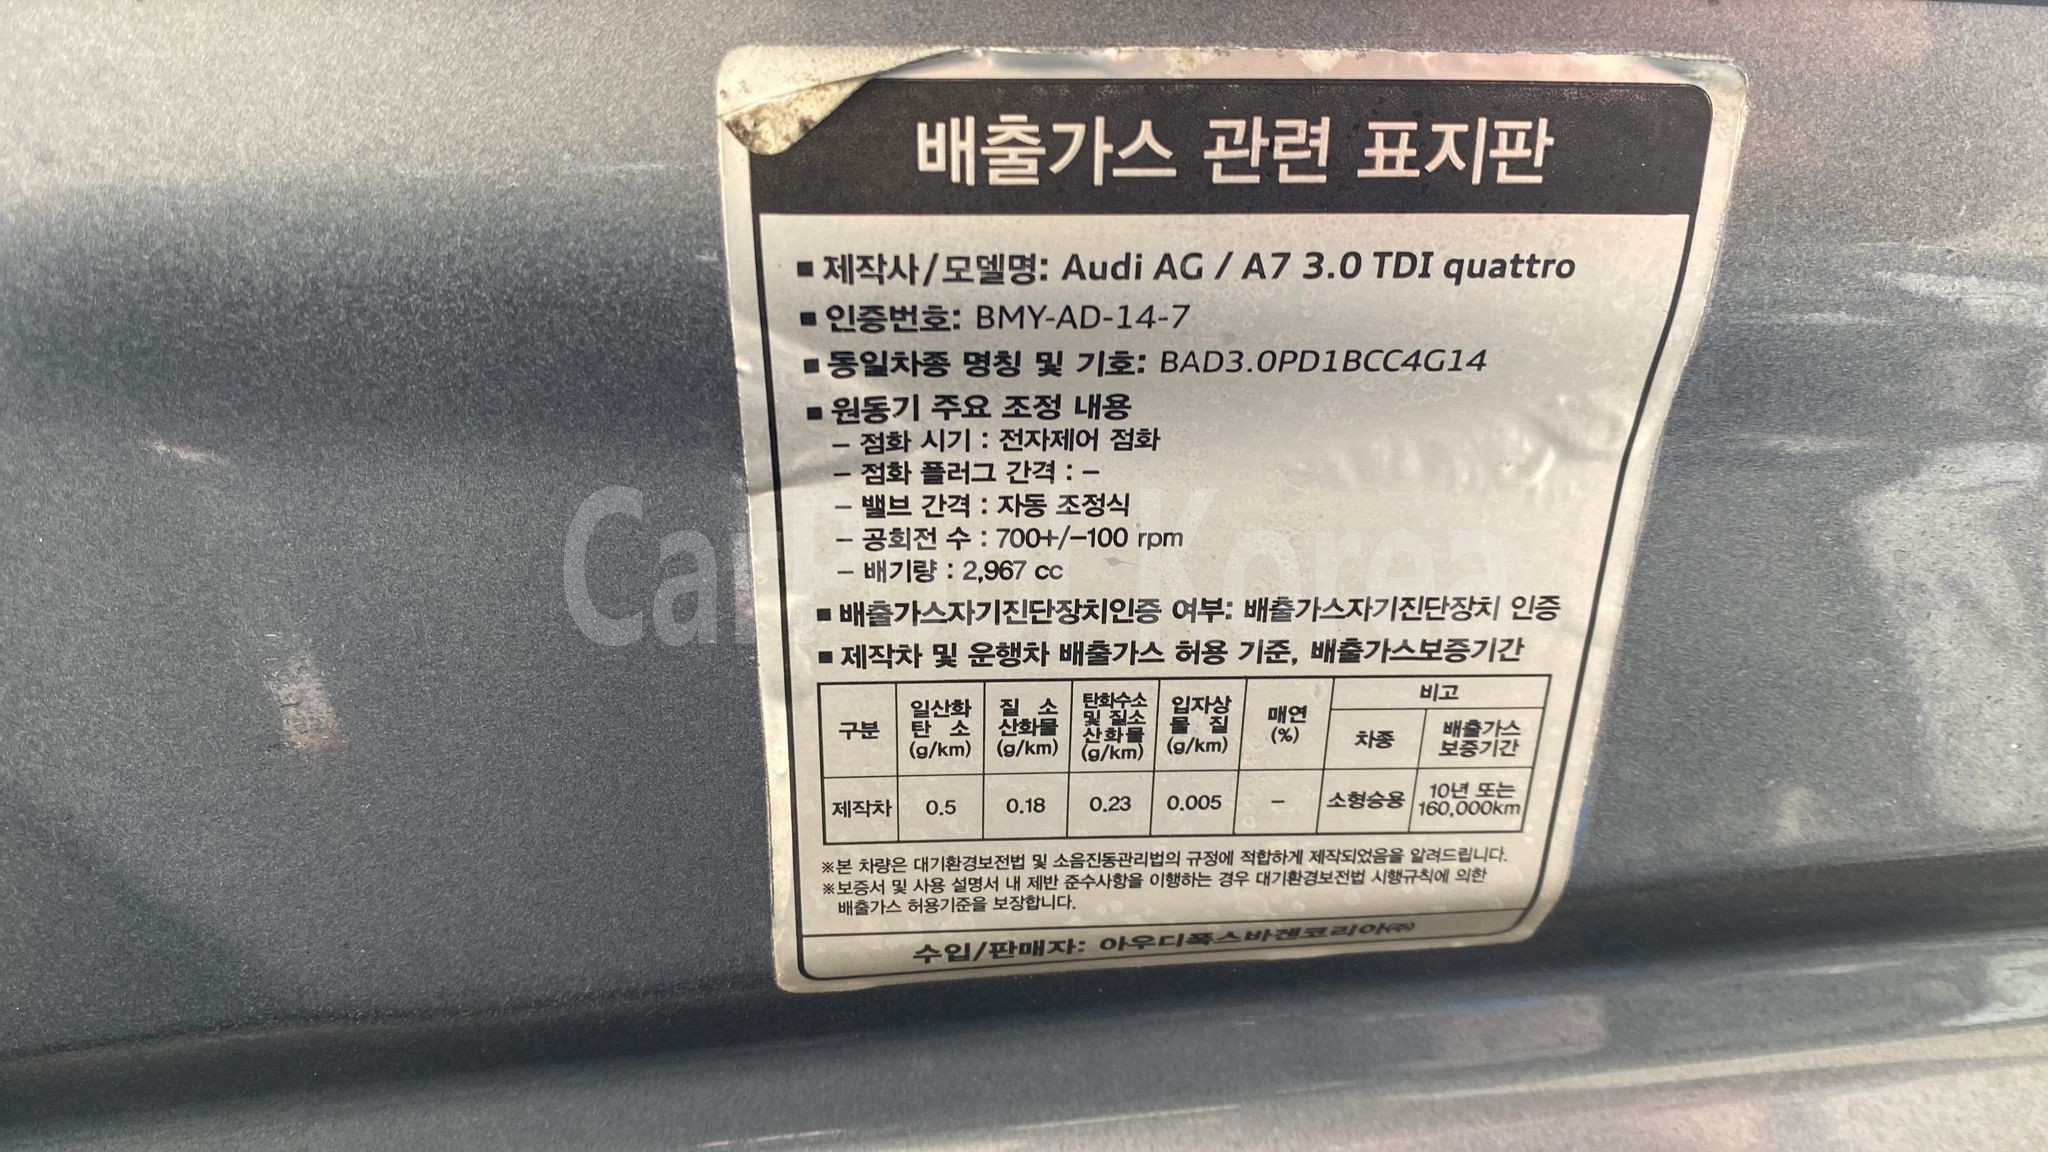 배출가스 관련 표지판
■ 제작사/모델명: Audi AG / A7 3.0 TDI quattro
■ 인증번호: BMY-AD-14-7
■ 동일차종 명칭 및 기호: BAD3.0PD1BCC4G14
■ 원동기 주요 조정 내용
– 점화 시기 : 전자제어 점화
– 점화 플러그 간격 : –
– 밸브 간격 : 자동 조정식
– 공회전 수 : 700+/–100 rpm
– 배기량 : 2,967 cc
■ 배출가스자기진단장치인증 여부: 배출가스자기진단장치 인증
■ 제작차 및 운행차 배출가스 허용 기준, 배출가스보증기간
구분 일산화탄소 (g/km) 질소산화물 (g/km) 탄화수소 및 질소산화물 (g/km) 입자상물질 (g/km) 매연 (%) 비고
차종 배출가스 보증기간
제작차 0.5 0.18 0.23 0.005 – 소형승용 10년 또는 160,000km
※본 차량은 대기환경보전법 및 소음진동관리법의 규정에 적합하게 제작되었음을 알려드립니다.
※보증서 및 사용 설명서 내 제반 준수사항을 이행하는 경우 대기환경보전법 시행규칙에 의한
배출가스 허용기준을 보장합니다.
수입/판매자: 아우디폭스바겐코리아㈜
Korea